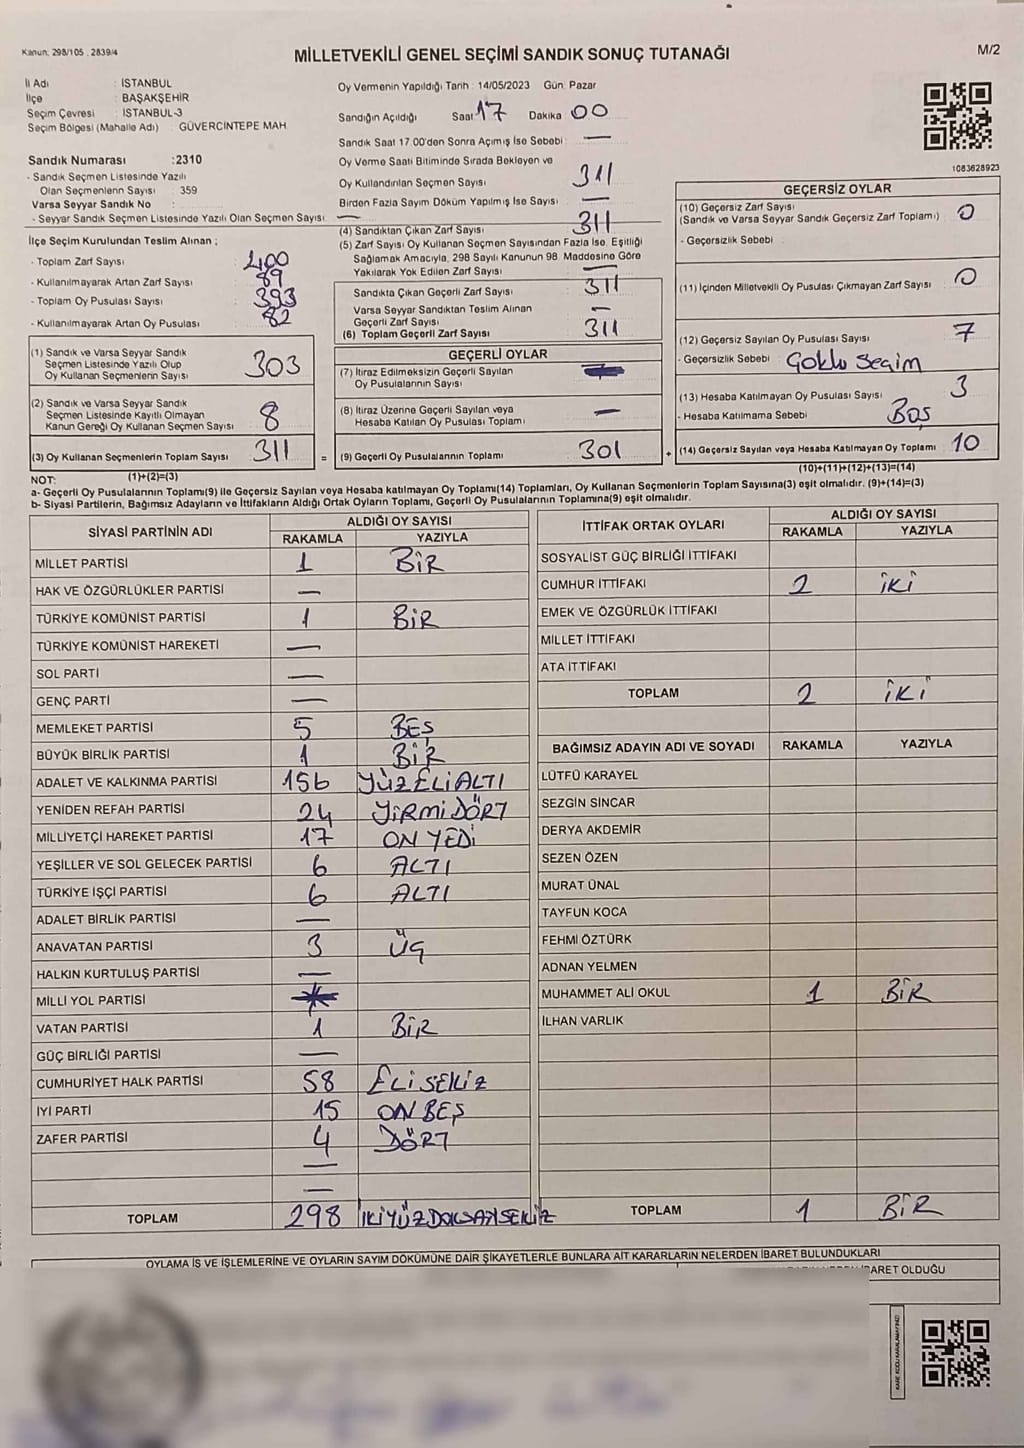 Kanun: 298/105 : 2839/4
MİLLETVEKİLİ GENEL SEÇİMİ SANDIK SONUÇ TUTANAĞI
M/2
İl Adı : İSTANBUL
İlçe : BAŞAKŞEHİR
Seçim Çevresi : İSTANBUL-3
Seçim Bölgesi (Mahalle Adı) : GÜVERCİNTEPE MAH
Sandık Numarası :2310
- Sandık Seçmen Listesinde Yazılı
Olan Seçmenlerin Sayısı : 359
Varsa Seyyar Sandık No :
- Seyyar Sandık Seçmen Listesinde Yazılı Olan Seçmen Sayısı: —
Oy Vermenin Yapıldığı Tarih : 14/05/2023 Gün: Pazar
Sandığın Açıldığı Saat 17 Dakika 00
Sandık Saat 17.00'den Sonra Açılmış İse Sebebi: —
Oy Verme Saati Bitiminde Sırada Bekleyen ve
Oy Kullandırılan Seçmen Sayısı 311
Birden Fazla Sayım Döküm Yapılmış İse Sayısı : —
(4) Sandıktan Çıkan Zarf Sayısı 311
(5) Zarf Sayısı Oy Kullanan Seçmen Sayısından Fazla İse, Eşitliği
Sağlamak Amacıyla, 298 Sayılı Kanunun 98. Maddesine Göre
Yakılarak Yok Edilen Zarf Sayısı —
1083628923
İlçe Seçim Kurulundan Teslim Alınan ;
- Toplam Zarf Sayısı : 400
- Kullanılmayarak Artan Zarf Sayısı : 89
- Toplam Oy Pusulası Sayısı : 393
- Kullanılmayarak Artan Oy Pusulası : 82
Sandıkta Çıkan Geçerli Zarf Sayısı : 311
Varsa Seyyar Sandıktan Teslim Alınan
Geçerli Zarf Sayısı —
(6) Toplam Geçerli Zarf Sayısı 311
GEÇERSİZ OYLAR
(10) Geçersiz Zarf Sayısı
(Sandık ve Varsa Seyyar Sandık Geçersiz Zarf Toplamı) : 0
- Geçersizlik Sebebi :
(11) İçinden Milletvekili Oy Pusulası Çıkmayan Zarf Sayısı : 0
(12) Geçersiz Sayılan Oy Pusulası Sayısı : 7
- Geçersizlik Sebebi : Çoklu Seçim
(13) Hesaba Katılmayan Oy Pusulası Sayısı : 3
- Hesaba Katılmama Sebebi : Boş
(14) Geçersiz Sayılan veya Hesaba Katılmayan Oy Toplamı : 10
(10)+(11)+(12)+(13)=(14)
(1) Sandık ve Varsa Seyyar Sandık
Seçmen Listesinde Yazılı Olup
Oy Kullanan Seçmenlerin Sayısı 303
(2) Sandık ve Varsa Seyyar Sandık
Seçmen Listesinde Kayıtlı Olmayan
Kanun Gereği Oy Kullanan Seçmen Sayısı : 8
(3) Oy Kullanan Seçmenlerin Toplam Sayısı 311
(1)+(2)=(3)
=
GEÇERLİ OYLAR
(7) İtiraz Edilmeksizin Geçerli Sayılan
Oy Pusulalarının Sayısı
(8) İtiraz Üzerine Geçerli Sayılan veya
Hesaba Katılan Oy Pusulası Toplamı —
(9) Geçerli Oy Pusulalarının Toplamı : 301
+
NOT:
a- Geçerli Oy Pusulalarının Toplamı(9) ile Geçersiz Sayılan veya Hesaba katılmayan Oy Toplamı(14) Toplamları, Oy Kullanan Seçmenlerin Toplam Sayısına(3) eşit olmalıdır. (9)+(14)=(3)
b- Siyasi Partilerin, Bağımsız Adayların ve İttifakların Aldığı Ortak Oyların Toplamı, Geçerli Oy Pusulalarının Toplamına(9) eşit olmalıdır.
SİYASİ PARTİNİN ADI ALDIĞI OY SAYISI
RAKAMLA YAZIYLA
MİLLET PARTİSİ 1 BİR
HAK VE ÖZGÜRLÜKLER PARTİSİ —
TÜRKİYE KOMÜNİST PARTİSİ 1 BİR
TÜRKİYE KOMÜNİST HAREKETİ —
SOL PARTİ —
GENÇ PARTİ —
MEMLEKET PARTİSİ 5 BEŞ
BÜYÜK BİRLİK PARTİSİ 1 BİR
ADALET VE KALKINMA PARTİSİ 156 YÜZELİALTI
YENİDEN REFAH PARTİSİ 24 YİRMİDÖRT
MİLLİYETÇİ HAREKET PARTİSİ 17 ON YEDİ
YEŞİLLER VE SOL GELECEK PARTİSİ 6 ALTI
TÜRKİYE İŞÇİ PARTİSİ 6 ALTI
ADALET BİRLİK PARTİSİ —
ANAVATAN PARTİSİ 3 ÜÇ
HALKIN KURTULUŞ PARTİSİ —
MİLLİ YOL PARTİSİ
VATAN PARTİSİ 1 BİR
GÜÇ BİRLİĞİ PARTİSİ —
CUMHURİYET HALK PARTİSİ 58 ELİSEKİZ
İYİ PARTİ 15 ON BEŞ
ZAFER PARTİSİ 4 DÖRT
—
—
TOPLAM 298 İKİYÜZDOKSANSEKİZ
İTTİFAK ORTAK OYLARI ALDIĞI OY SAYISI
RAKAMLA YAZIYLA
SOSYALİST GÜÇ BİRLİĞİ İTTİFAKI
CUMHUR İTTİFAKI 2 İKİ
EMEK VE ÖZGÜRLÜK İTTİFAKI
MİLLET İTTİFAKI
ATA İTTİFAKI
TOPLAM 2 İKİ
BAĞIMSIZ ADAYIN ADI VE SOYADI RAKAMLA YAZIYLA
LÜTFÜ KARAYEL
SEZGİN SİNCAR
DERYA AKDEMİR
SEZEN ÖZEN
MURAT ÜNAL
TAYFUN KOCA
FEHMİ ÖZTÜRK
ADNAN YELMEN
MUHAMMET ALİ OKUL 1 BİR
İLHAN VARLIK
TOPLAM 1 BİR
OYLAMA İŞ VE İŞLEMLERİNE VE OYLARIN SAYIM DÖKÜMÜNE DAİR ŞİKAYETLERLE BUNLARA AİT KARARLARIN NELERDEN İBARET BULUNDUKLARI
BARET OLDUĞU
KARE KODU KARALAMAYINIZ!